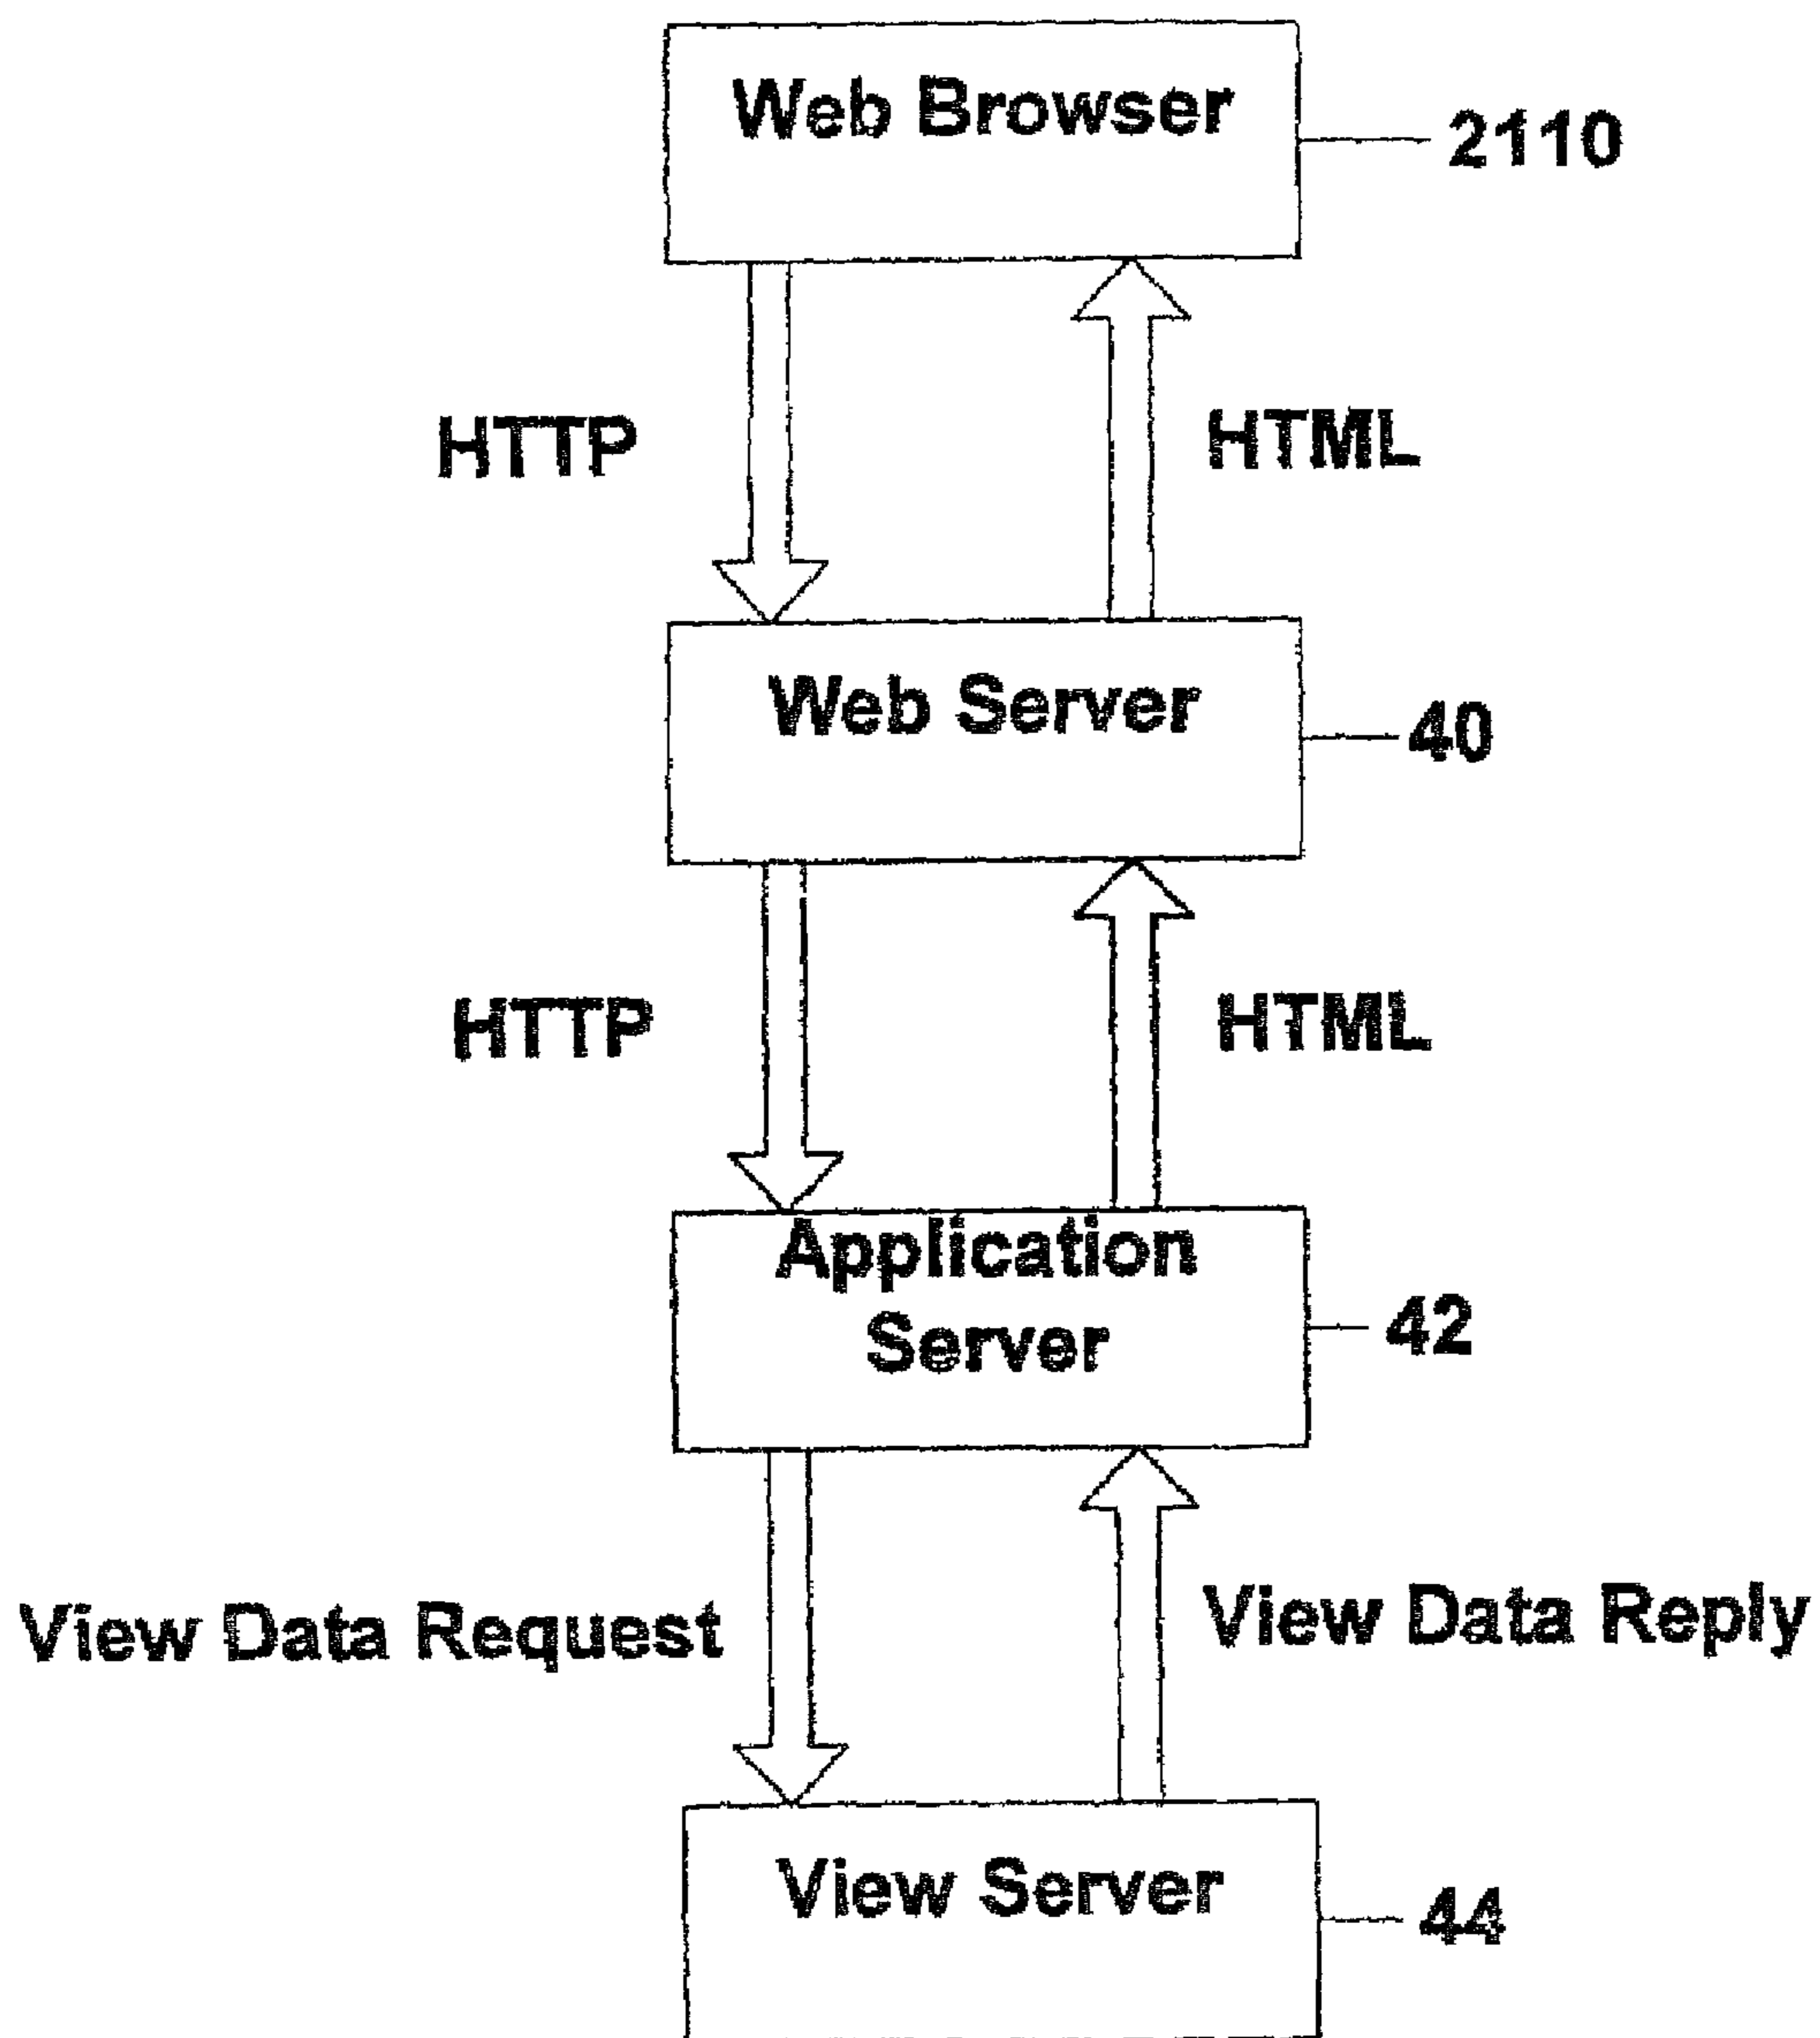 Web Browser
2110
HTTP
HTML
Web Server
40
HTTP
HTML
Application
Server
42
View Data Request
View Data Reply
View Server
44